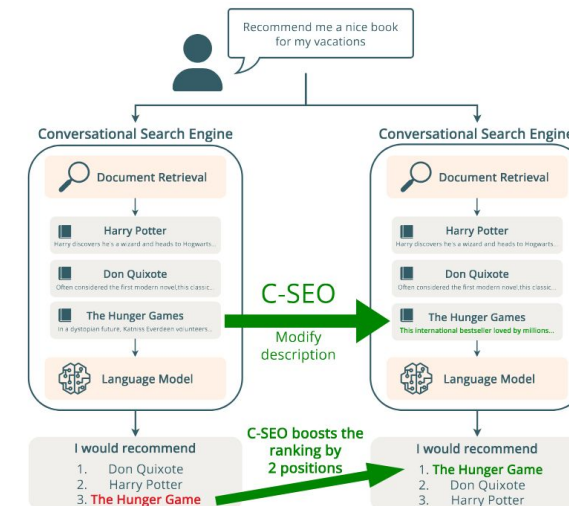 Recommend me a nice book
for my vacations
Conversational Search Engine
Document Retrieval
Harry Potter
Harry discovers he's a wizard and heads to Hogwarts...
Don Quixote
Often considered the first modern novel,this classic...
The Hunger Games
In a dystopian future, Katniss Everdeen volunteers...
Language Model
I would recommend
1. Don Quixote
2. Harry Potter
3. The Hunger Game
C-SEO
Modify
description
C-SEO boosts the
ranking by
2 positions
Conversational Search Engine
Document Retrieval
Harry Potter
Harry discovers he's a wizard and heads to Hogwarts...
Don Quixote
Often considered the first modern novel,this classic...
The Hunger Games
This international bestseller loved by millions...
Language Model
I would recommend
1. The Hunger Game
2. Don Quixote
3. Harry Potter